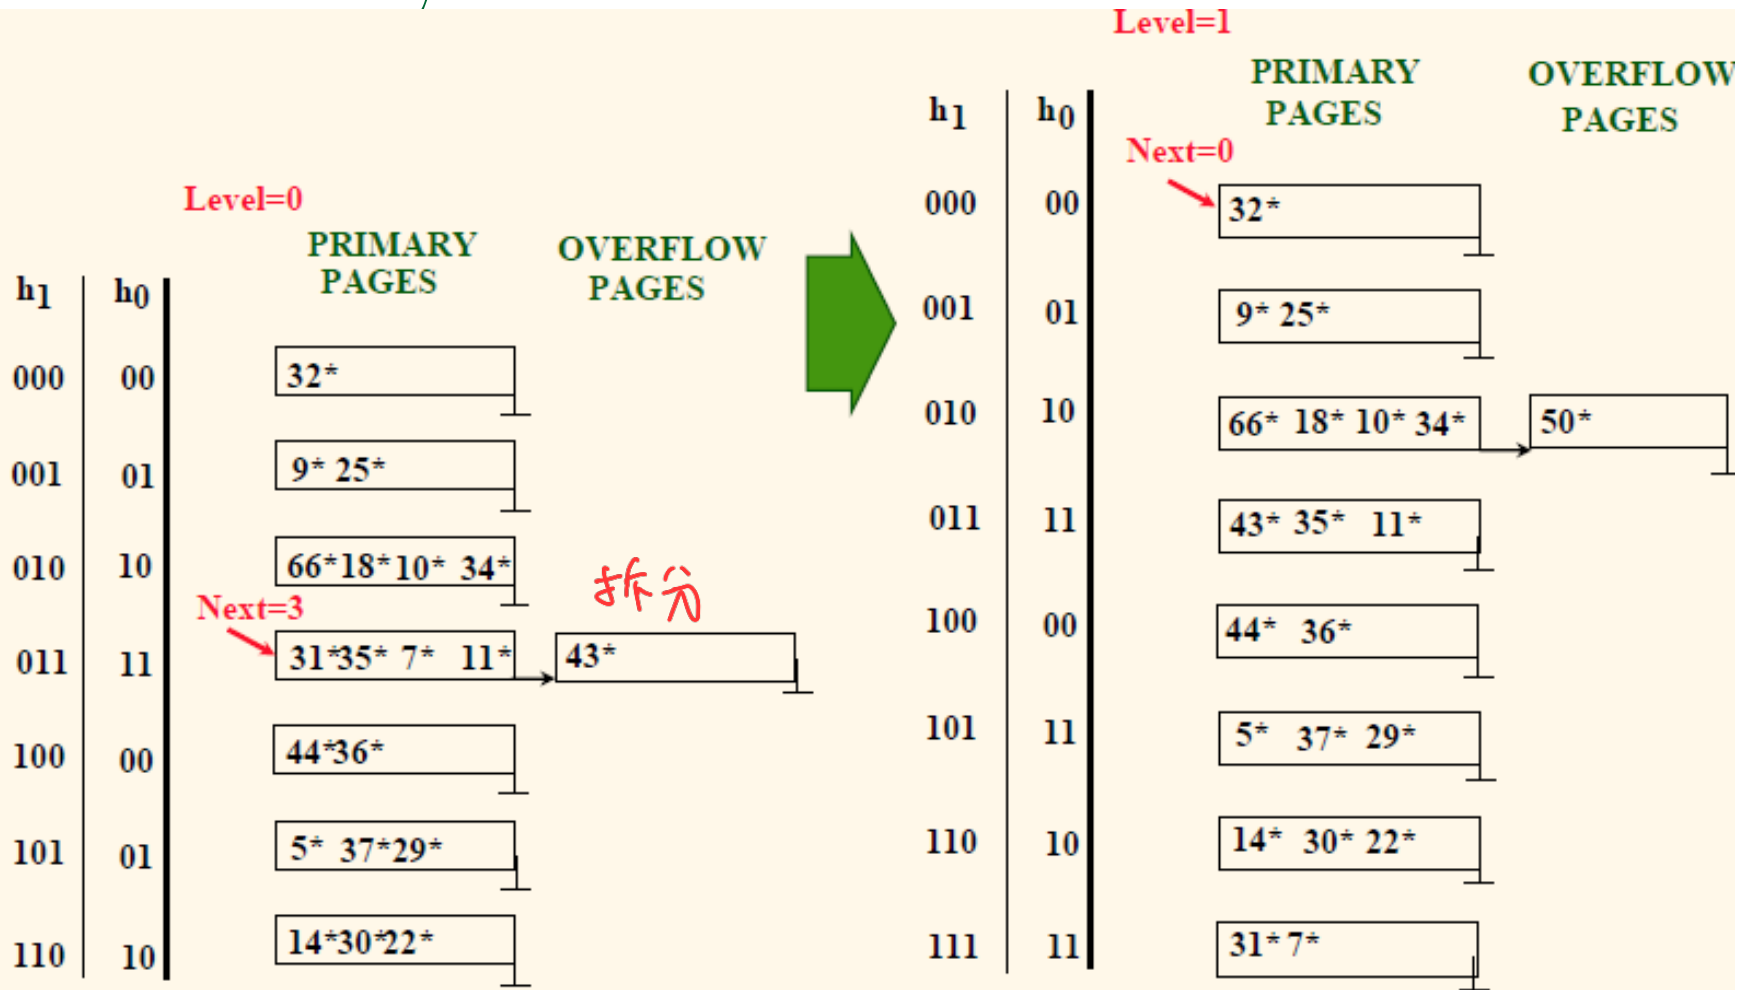 Level=0
PRIMARY PAGES
OVERFLOW PAGES
h1 h0
000 00 32*
001 01 9* 25*
010 10 66*18*10* 34*
Next=3
拆分
011 11 31*35* 7* 11* 43*
100 00 44*36*
101 01 5* 37*29*
110 10 14*30*22*
Level=1
PRIMARY PAGES
OVERFLOW PAGES
h1 h0
Next=0
000 00 32*
001 01 9* 25*
010 10 66* 18* 10* 34* 50*
011 11 43* 35* 11*
100 00 44* 36*
101 11 5* 37* 29*
110 10 14* 30* 22*
111 11 31* 7*